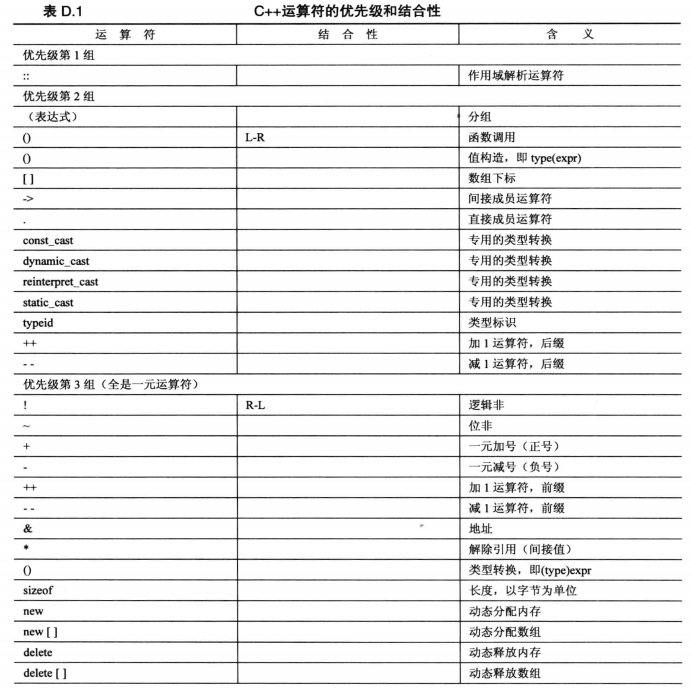 表 D.1 C++运算符的优先级和结合性
运 算 符 结 合 性 含 义
优先级第 1 组
:: 作用域解析运算符
优先级第 2 组
（表达式） 分组
() L-R 函数调用
() 值构造，即 type(expr)
[ ] 数组下标
-> 间接成员运算符
. 直接成员运算符
const_cast 专用的类型转换
dynamic_cast 专用的类型转换
reinterpret_cast 专用的类型转换
static_cast 专用的类型转换
typeid 类型标识
++ 加 1 运算符，后缀
- - 减 1 运算符，后缀
优先级第 3 组（全是一元运算符）
! R-L 逻辑非
~ 位非
+ 一元加号（正号）
- 一元减号（负号）
++ 加 1 运算符，前缀
- - 减 1 运算符，前缀
& 地址
* 解除引用（间接值）
() 类型转换，即(type)expr
sizeof 长度，以字节为单位
new 动态分配内存
new [ ] 动态分配数组
delete 动态释放内存
delete [ ] 动态释放数组